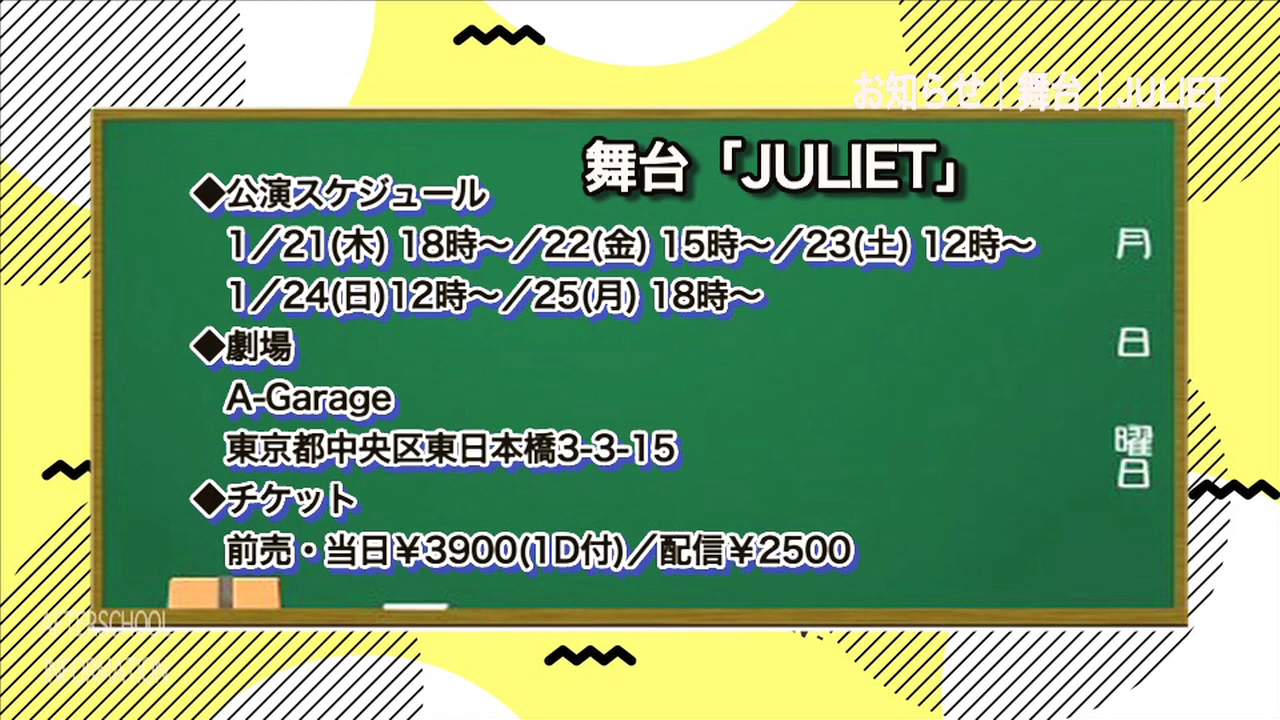 お知らせ｜舞台｜JULIET
舞台「JULIET」
◆公演スケジュール
1／21(木) 18時～／22(金) 15時～／23(土) 12時～
1／24(日)12時～／25(月) 18時～
◆劇場
A-Garage
東京都中央区東日本橋3-3-15
◆チケット
前売・当日￥3900(1D付)／配信￥2500
月
日
曜日
AFTERSCHOOL
INFORMATION